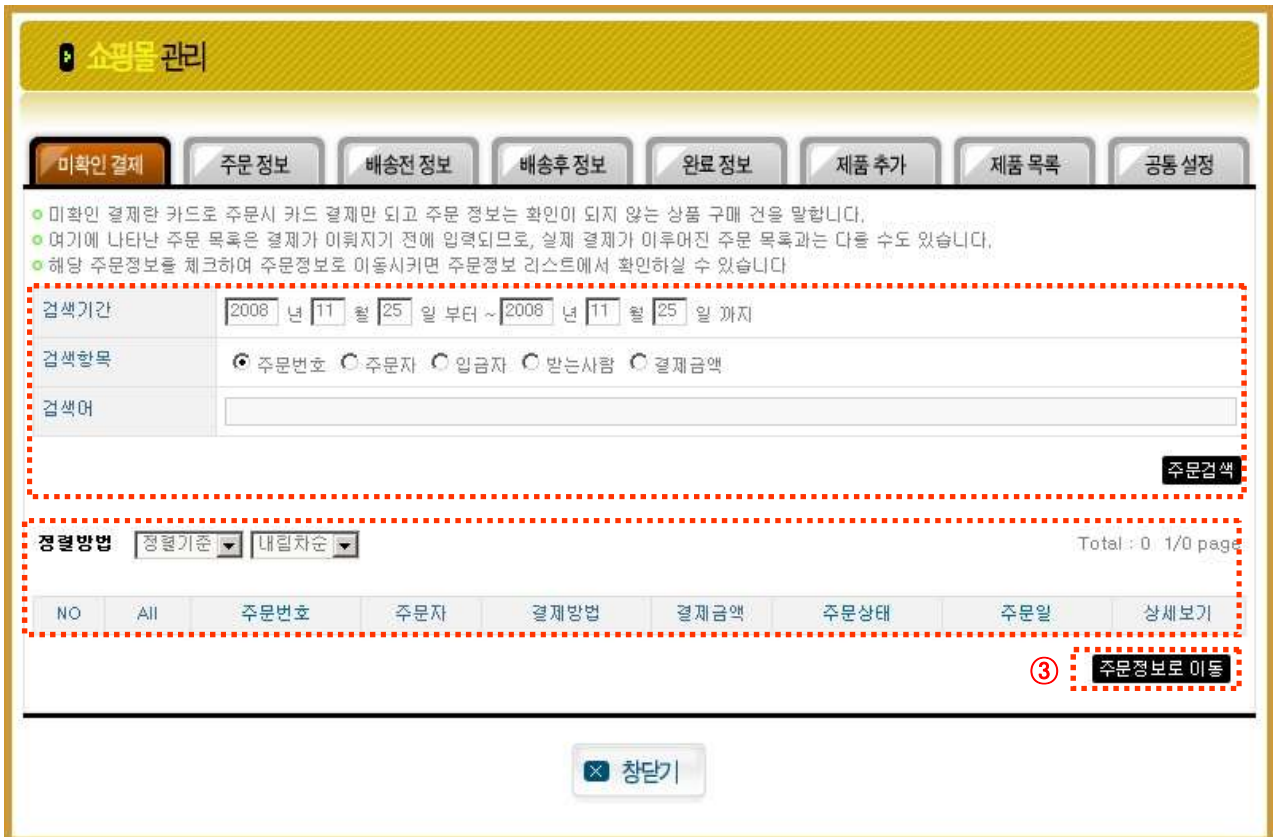 쇼핑몰 관리
미확인 결제 주문 정보 배송전 정보 배송후 정보 완료 정보 제품 추가 제품 목록 공통 설정
미확인 결제란 카드로 주문시 카드 결제만 되고 주문 정보는 확인이 되지 않는 상품 구매 건을 말합니다.
여기에 나타난 주문 목록은 결제가 이뤄지기 전에 입력되므로, 실제 결제가 이루어진 주문 목록과는 다를 수도 있습니다.
해당 주문정보를 체크하여 주문정보로 이동시키면 주문정보 리스트에서 확인하실 수 있습니다
검색기간 2008 년 11 월 25 일 부터 ~ 2008 년 11 월 25 일 까지
검색항목 주문번호 주문자 입금자 받는사람 결제금액
검색어
주문검색
정렬방법 정렬기준 내림차순 Total : 0 1/0 page
NO All 주문번호 주문자 결제방법 결제금액 주문상태 주문일 상세보기
③ 주문정보로 이동
창닫기